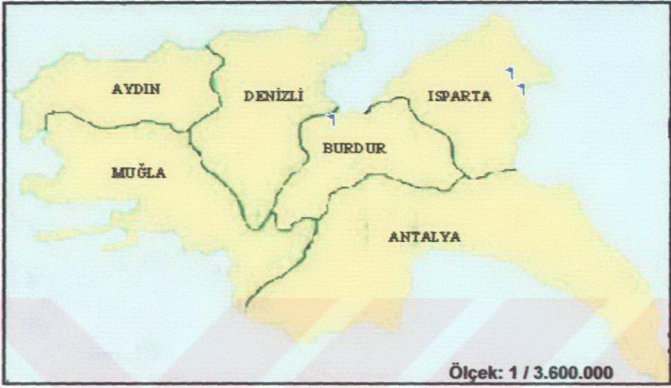 AYDIN
DENİZLİ
ISPARTA
BURDUR
MUĞLA
ANTALYA
Ölçek: 1 / 3.600.000